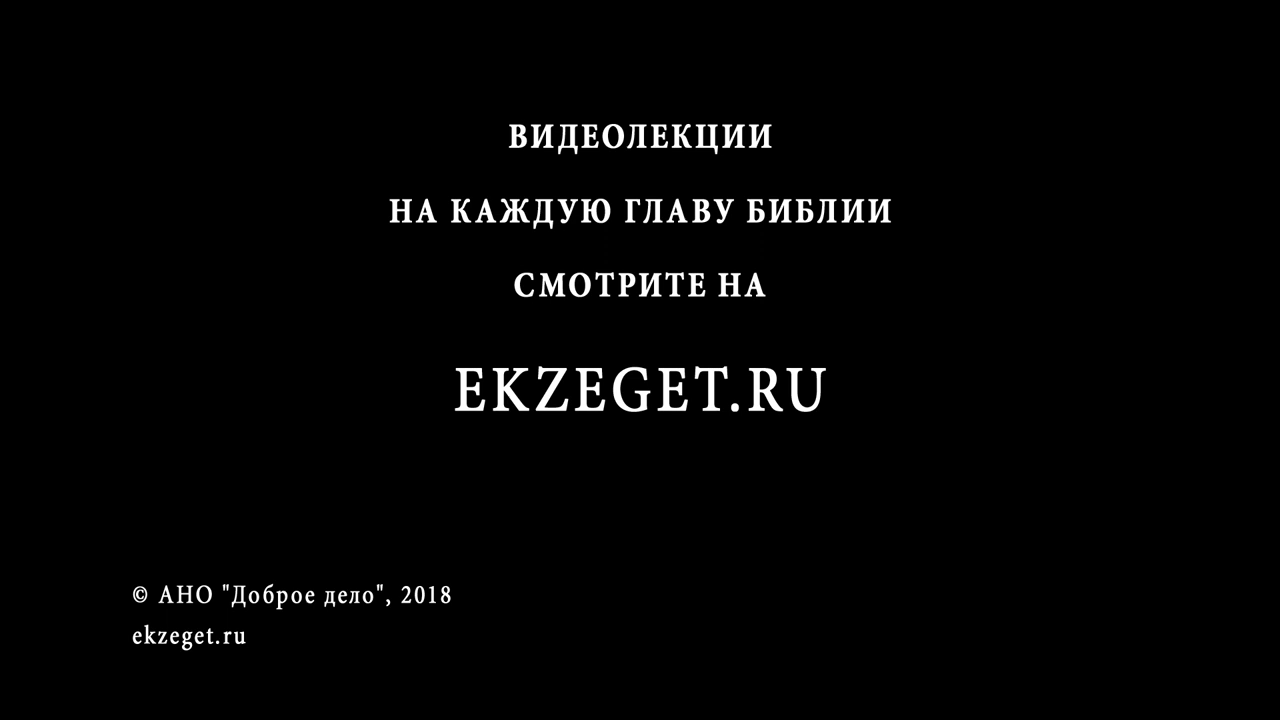 ВИДЕОЛЕКЦИИ
НА КАЖДУЮ ГЛАВУ БИБЛИИ
СМОТРИТЕ НА
EKZEGET.RU
© АНО "Доброе дело", 2018
ekzeget.ru